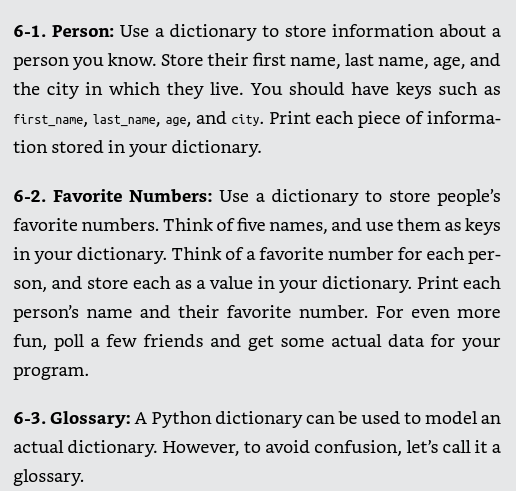 6-1. Person: Use a dictionary to store information about a
person you know. Store their first name, last name, age, and
the city in which they live. You should have keys such as
first_name, last_name, age, and city. Print each piece of informa-
tion stored in your dictionary.
6-2. Favorite Numbers: Use a dictionary to store people’s
favorite numbers. Think of five names, and use them as keys
in your dictionary. Think of a favorite number for each per-
son, and store each as a value in your dictionary. Print each
person’s name and their favorite number. For even more
fun, poll a few friends and get some actual data for your
program.
6-3. Glossary: A Python dictionary can be used to model an
actual dictionary. However, to avoid confusion, let’s call it a
glossary.